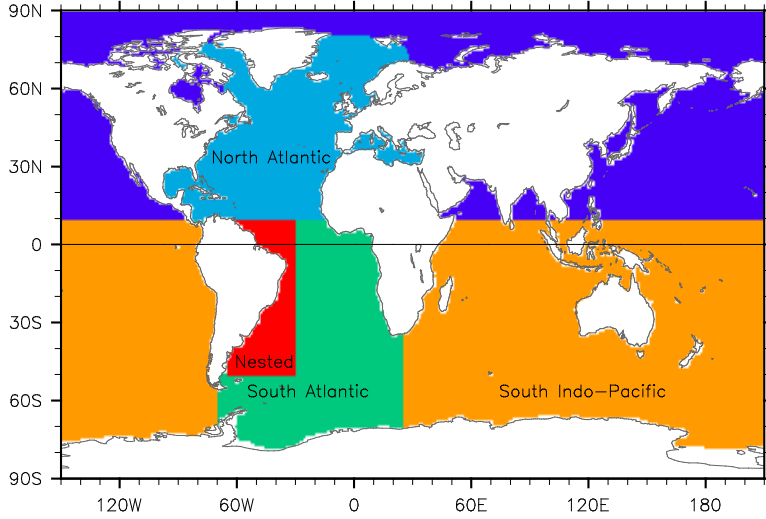 90N
60N
30N
0
30S
60S
90S
North Atlantic
Nested
South Atlantic
South Indo-Pacific
120W 60W 0 60E 120E 180